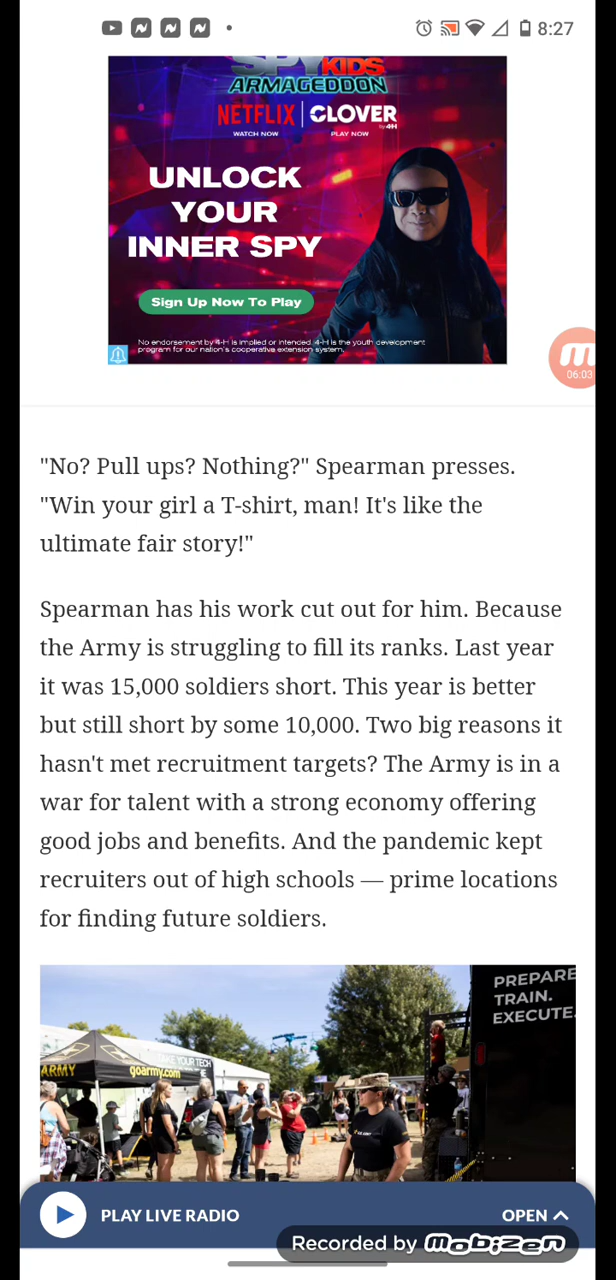 8:27
SPY KIDS
ARMAGEDDON
NETFLIX | CLOVER
by 4H
WATCH NOW PLAY NOW
UNLOCK
YOUR
INNER SPY
Sign Up Now To Play
No endorsement by 4-H is implied or intended. 4-H is the youth development
program for our nation's cooperative extension system.
m
06:03
"No? Pull ups? Nothing?" Spearman presses.
"Win your girl a T-shirt, man! It's like the
ultimate fair story!"
Spearman has his work cut out for him. Because
the Army is struggling to fill its ranks. Last year
it was 15,000 soldiers short. This year is better
but still short by some 10,000. Two big reasons it
hasn't met recruitment targets? The Army is in a
war for talent with a strong economy offering
good jobs and benefits. And the pandemic kept
recruiters out of high schools — prime locations
for finding future soldiers.
PREPARE
TRAIN.
EXECUTE.
ARMY
goarmy.com
YOUR TECH
PLAY LIVE RADIO
OPEN
Recorded by mobizen